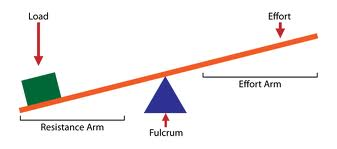 Load
Effort
Effort Arm
Resistance Arm
Fulcrum